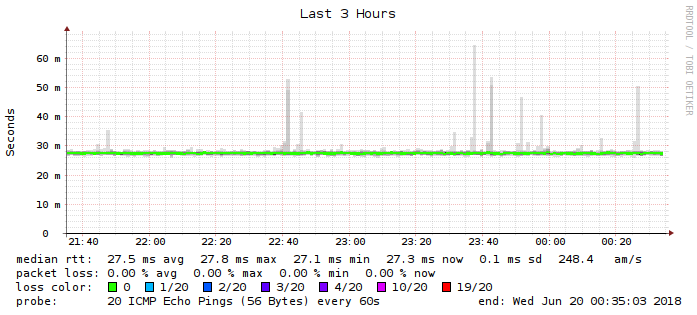 Last 3 Hours
RRDTOOL / TOBI OETIKER
Seconds
60 m
50 m
40 m
30 m
20 m
10 m
0
21:40 22:00 22:20 22:40 23:00 23:20 23:40 00:00 00:20
median rtt: 27.5 ms avg 27.8 ms max 27.1 ms min 27.3 ms now 0.1 ms sd 248.4 am/s
packet loss: 0.00 % avg 0.00 % max 0.00 % min 0.00 % now
loss color: 0 1/20 2/20 3/20 4/20 10/20 19/20
probe: 20 ICMP Echo Pings (56 Bytes) every 60s end: Wed Jun 20 00:35:03 2018